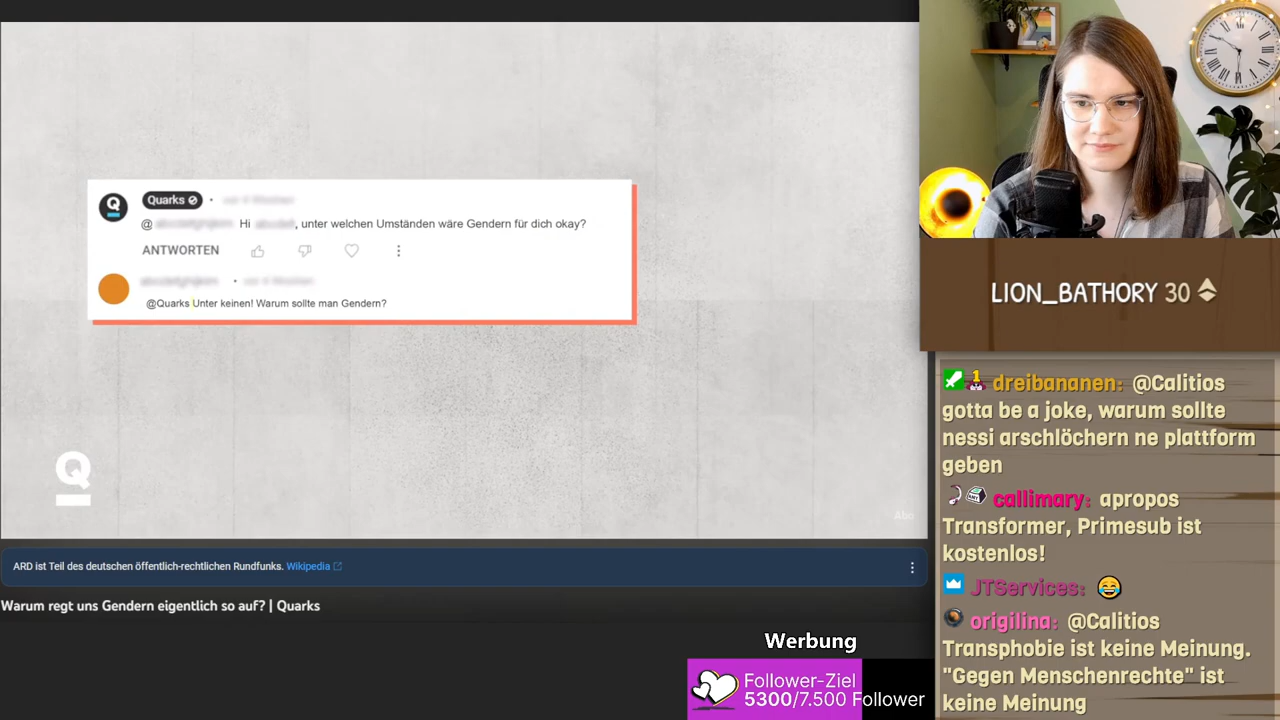 Quarks
@ Hi , unter welchen Umständen wäre Gendern für dich okay?
ANTWORTEN
@Quarks Unter keinen! Warum sollte man Gendern?
Q
Abo
ARD ist Teil des deutschen öffentlich-rechtlichen Rundfunks. Wikipedia
Warum regt uns Gendern eigentlich so auf? | Quarks
Werbung
Follower-Ziel
5300/7.500 Follower
LION_BATHORY 30
dreibananen: @Calitios
gotta be a joke, warum sollte
nessi arschlöchern ne plattform
geben
callimary: apropos
Transformer, Primesub ist
kostenlos!
JTServices: 😂
origilina: @Calitios
Transphobie ist keine Meinung.
"Gegen Menschenrechte" ist
keine Meinung